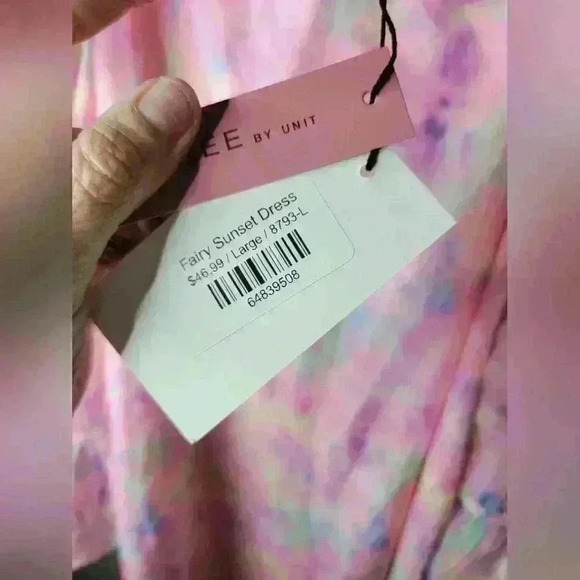 EE BY UNIT
Fairy Sunset Dress
$46.99 / Large / 8793-L
64839508